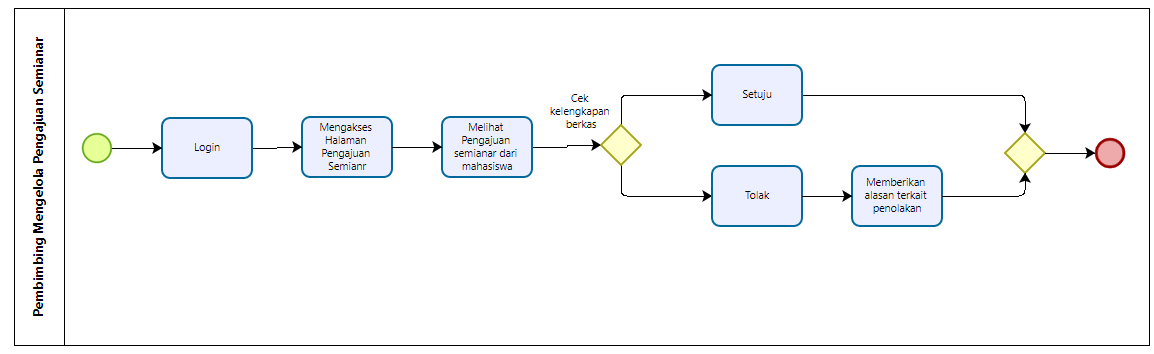 Pembimbing Mengelola Pengajuan Semianar
Login
Mengakses
Halaman
Pengajuan
Semianr
Melihat
Pengajuan
semianar dari
mahasiswa
Cek
kelengkapan
berkas
Setuju
Tolak
Memberikan
alasan terkait
penolakan